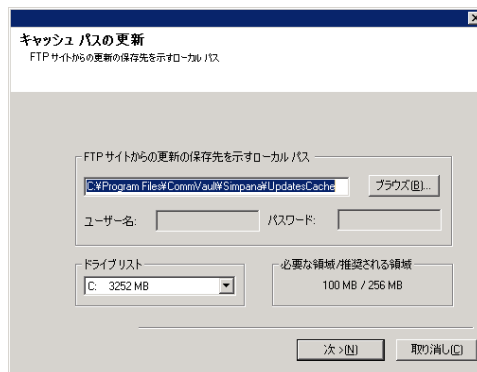 キャッシュ パスの更新
FTP サイトからの更新の保存先を示すローカル パス
FTP サイトからの更新の保存先を示すローカル パス
C:¥Program Files¥CommVault¥Simpana¥UpdatesCache
ブラウズ(B)...
ユーザー名:
パスワード:
ドライブ リスト
必要な領域/推奨される領域
C: 3252 MB
100 MB / 256 MB
次 >(N)
取り消し(C)